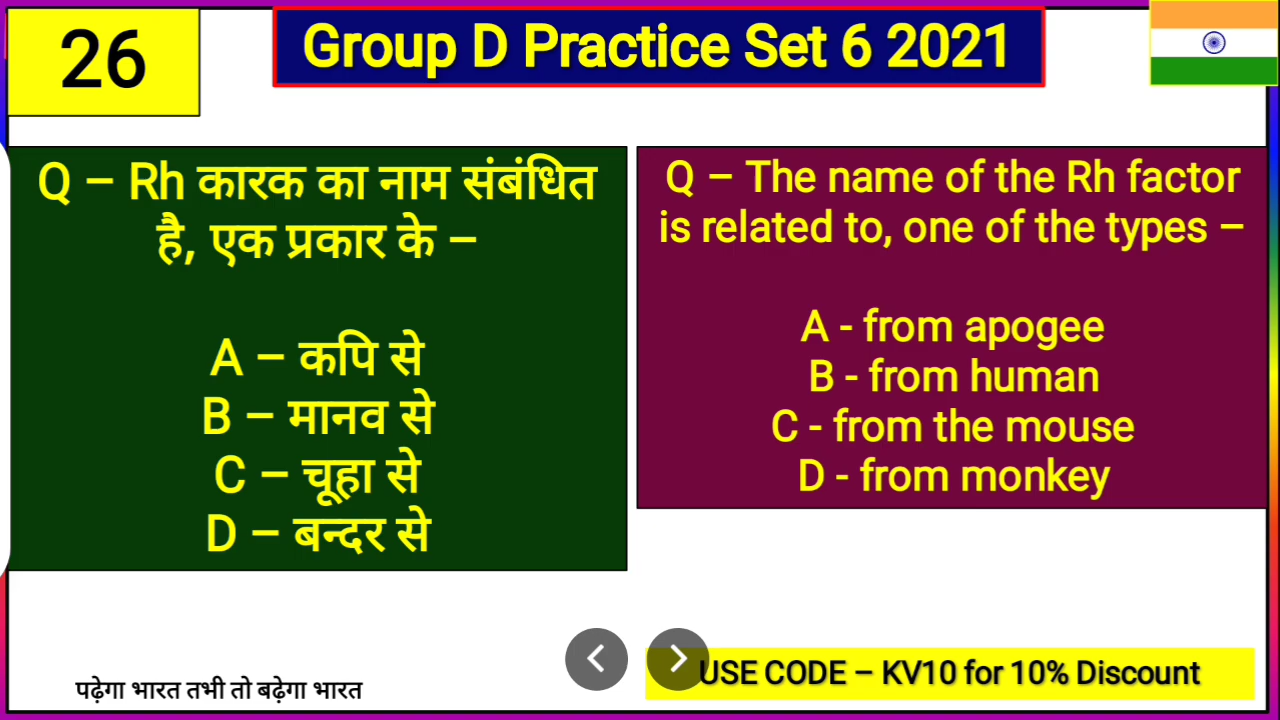 26
Group D Practice Set 6 2021
Q – Rh कारक का नाम संबंधित
है, एक प्रकार के –
A – कपि से
B – मानव से
C – चूहा से
D – बन्दर से
Q – The name of the Rh factor
is related to, one of the types –
A - from apogee
B - from human
C - from the mouse
D - from monkey
पढ़ेगा भारत तभी तो बढ़ेगा भारत
USE CODE – KV10 for 10% Discount